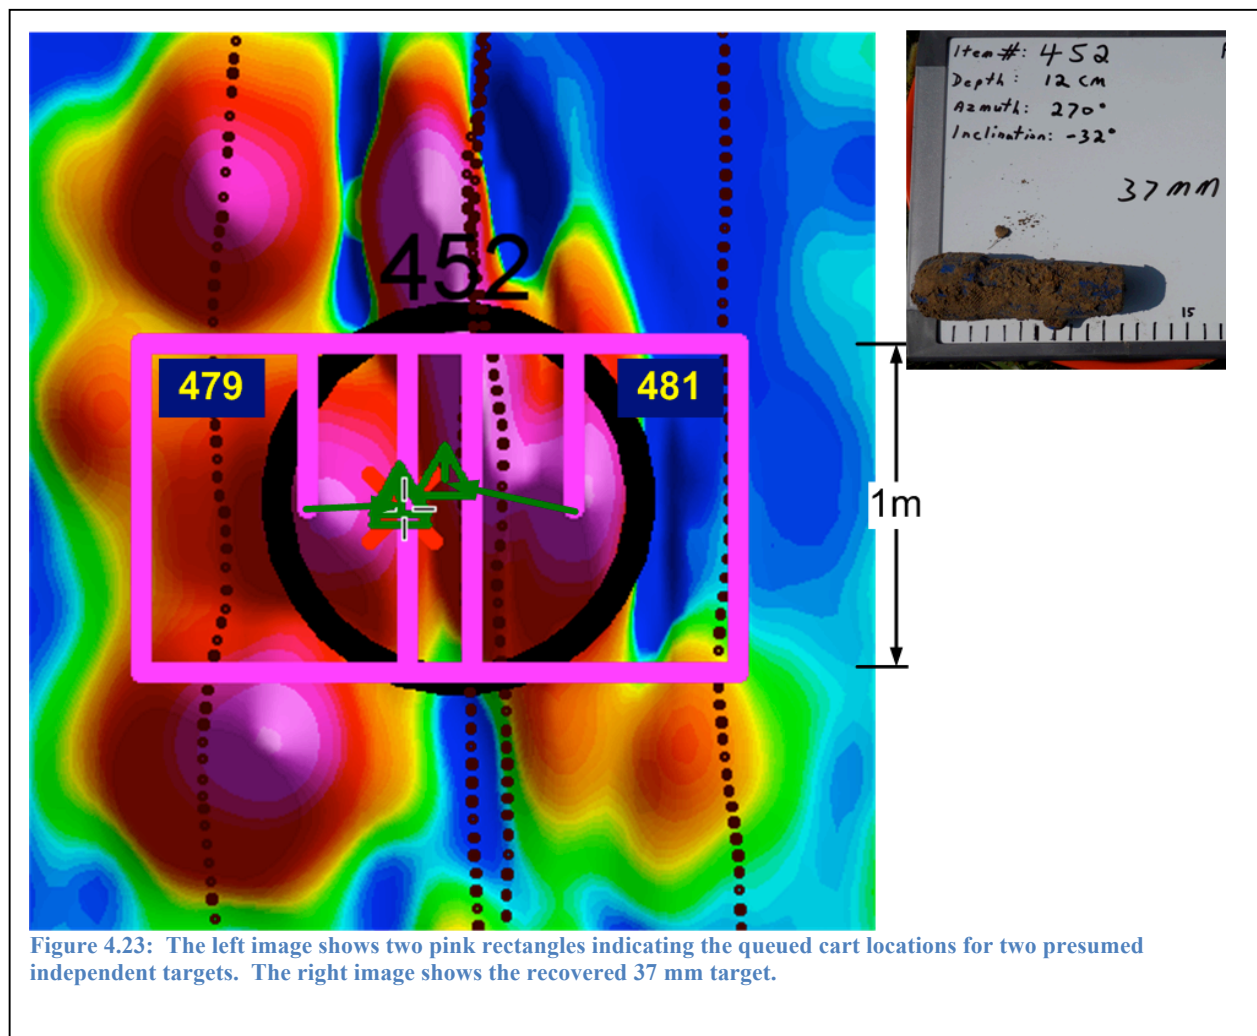 452
479
481
1m
Item#: 452
Depth: 12 cm
Azmuth: 270°
Inclination: -32°
37mm
15
Figure 4.23: The left image shows two pink rectangles indicating the queued cart locations for two presumed
independent targets. The right image shows the recovered 37 mm target.